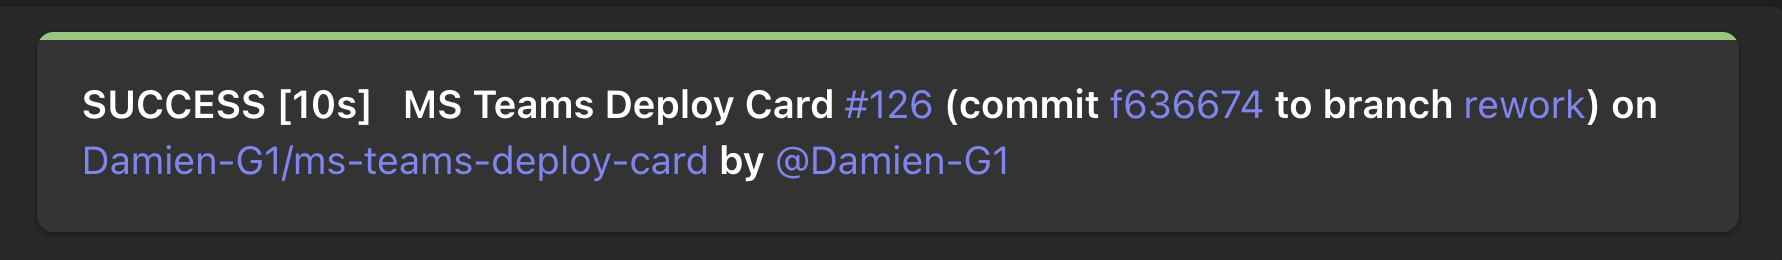 SUCCESS [10s] MS Teams Deploy Card #126 (commit f636674 to branch rework) on
Damien-G1/ms-teams-deploy-card by @Damien-G1